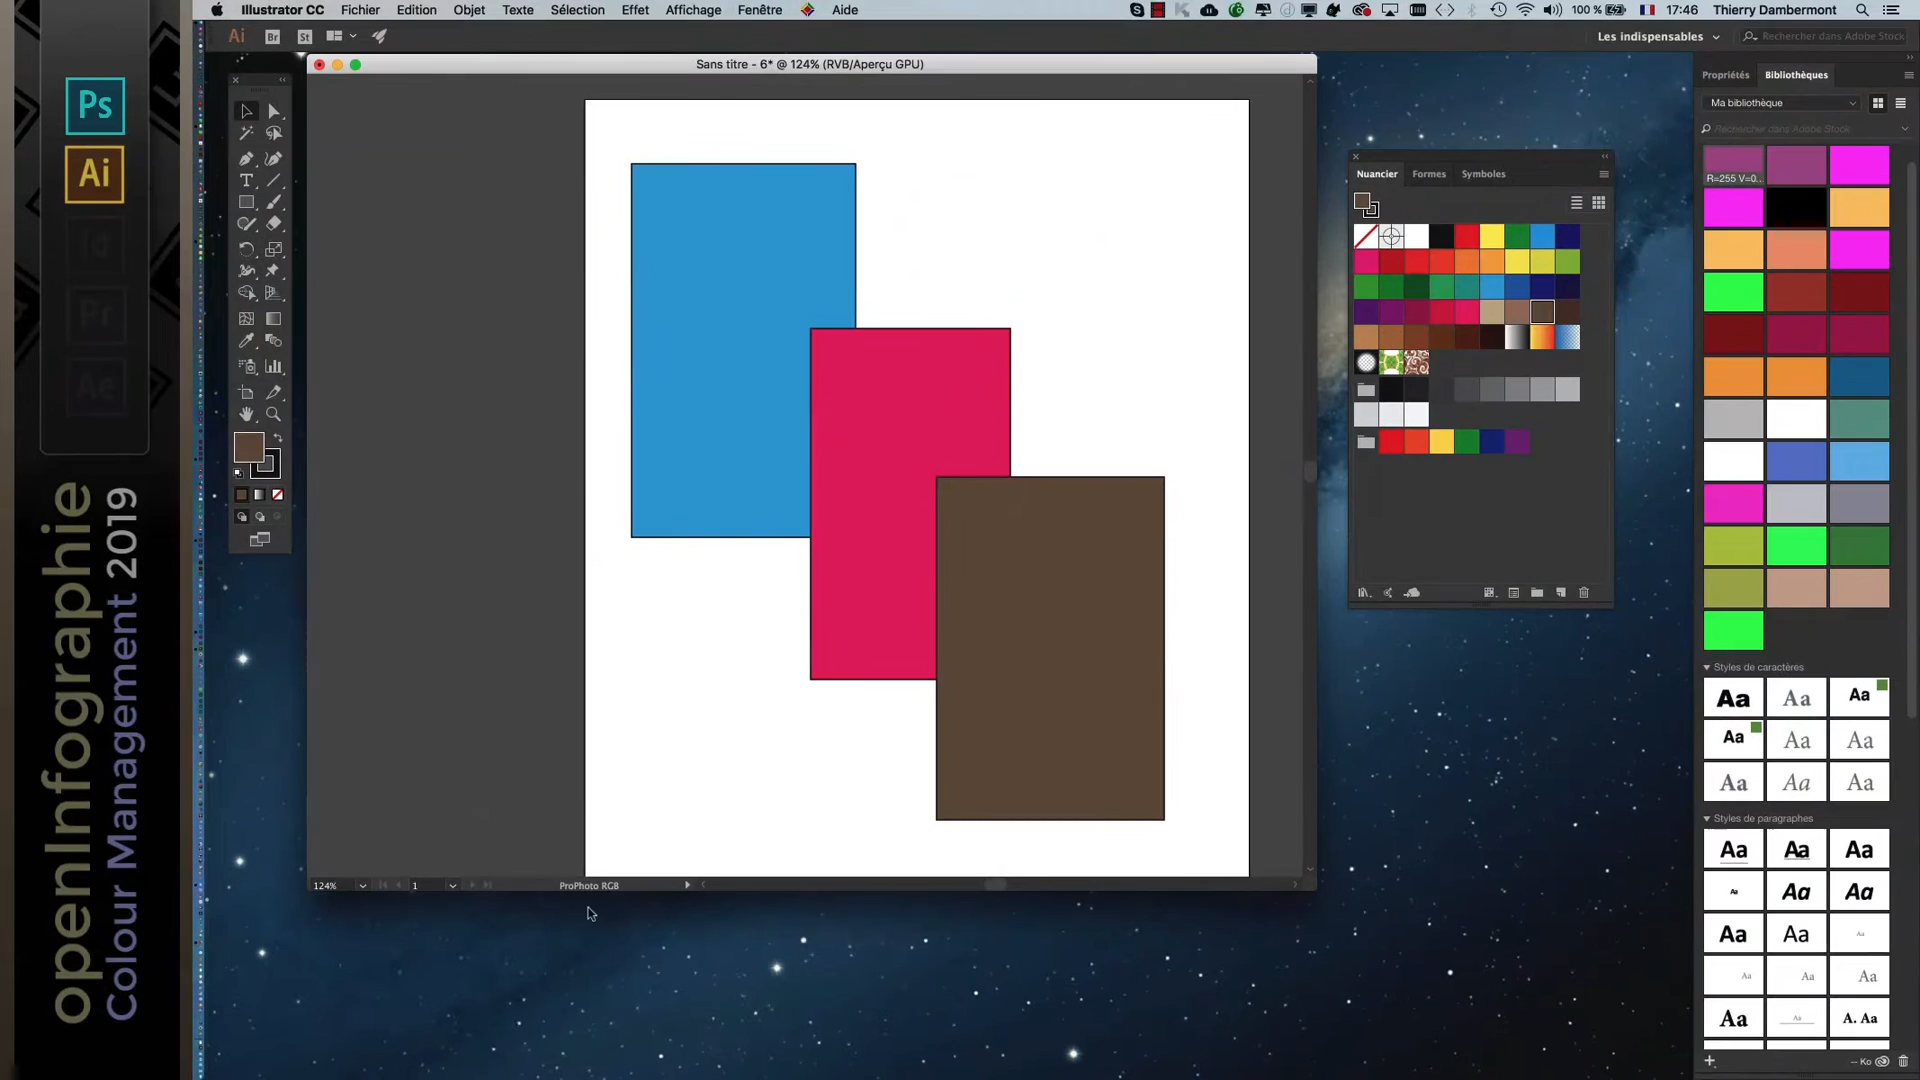 Illustrator CC Fichier Edition Objet Texte Sélection Effet Affichage Fenêtre Aide
100 % 17:46 Thierry Dambermont
Ai Br St
Les indispensables
Rechercher dans Adobe Stock
Sans titre - 6* @ 124% (RVB/Aperçu GPU)
Ps
Ai
Id
Pr
Ae
openInfographie
Colour Management 2019
T
Nuancier Formes Symboles
Propriétés Bibliothèques
Ma bibliothèque
Rechercher dans Adobe Stock
R=255 V=0...
Styles de caractères
Aa Aa Aa
Aa Aa Aa
Aa Aa Aa
Styles de paragraphes
Aa Aa Aa
Aa Aa Aa
Aa Aa Aa
Aa Aa
Aa Aa A. Aa
124% 1 ProPhoto RGB
-- Ko